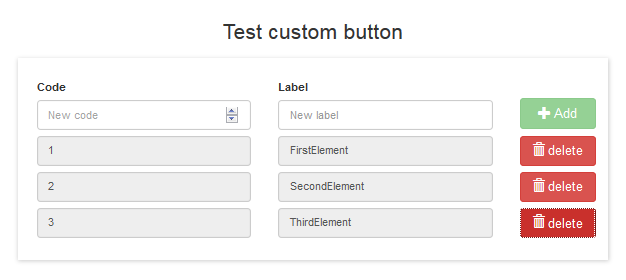 Test custom button
Code Label
New code New label Add
1 FirstElement delete
2 SecondElement delete
3 ThirdElement delete